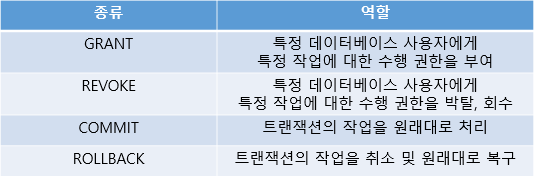 종류 역할
GRANT 특정 데이터베이스 사용자에게
특정 작업에 대한 수행 권한을 부여
REVOKE 특정 데이터베이스 사용자에게
특정 작업에 대한 수행 권한을 박탈, 회수
COMMIT 트랜잭션의 작업을 원래대로 처리
ROLLBACK 트랜잭션의 작업을 취소 및 원래대로 복구